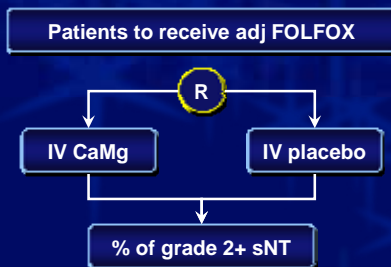 Patients to receive adj FOLFOX
R
IV CaMg
IV placebo
% of grade 2+ sNT